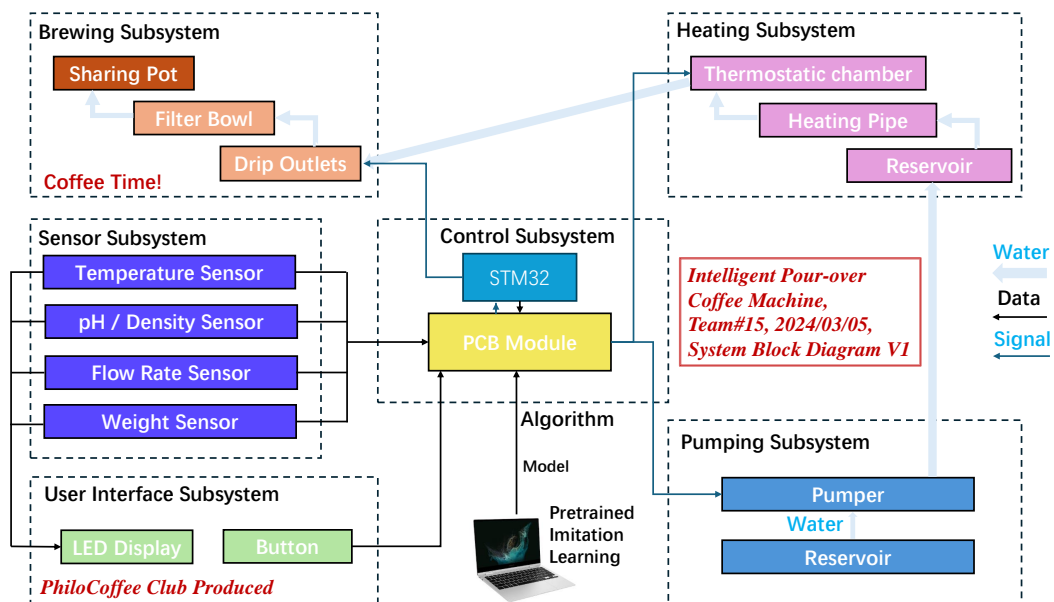 Brewing Subsystem
Sharing Pot
Filter Bowl
Drip Outlets
Coffee Time!
Heating Subsystem
Thermostatic chamber
Heating Pipe
Reservoir
Sensor Subsystem
Temperature Sensor
pH / Density Sensor
Flow Rate Sensor
Weight Sensor
Control Subsystem
STM32
PCB Module
Algorithm
Model
Intelligent Pour-over
Coffee Machine,
Team#15, 2024/03/05,
System Block Diagram V1
Water
Data
Signal
User Interface Subsystem
LED Display
Button
PhiloCoffee Club Produced
Pretrained
Imitation
Learning
Pumping Subsystem
Pumper
Water
Reservoir